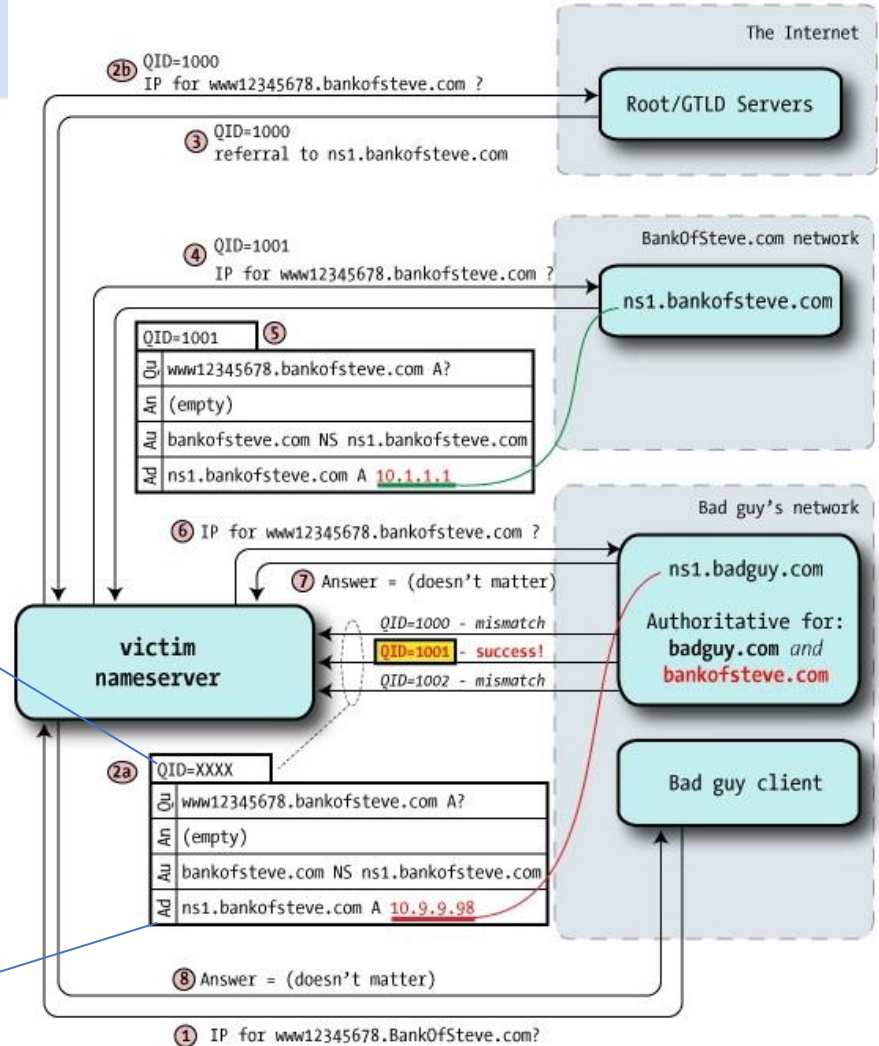 The Internet
2b QID=1000
IP for www12345678.bankofsteve.com ?
Root/GTLD Servers
3 QID=1000
referral to ns1.bankofsteve.com
BankOfSteve.com network
4 QID=1001
IP for www12345678.bankofsteve.com ?
ns1.bankofsteve.com
QID=1001 5
Qu www12345678.bankofsteve.com A?
An (empty)
Au bankofsteve.com NS ns1.bankofsteve.com
Ad ns1.bankofsteve.com A 10.1.1.1
Bad guy's network
6 IP for www12345678.bankofsteve.com ?
7 Answer = (doesn't matter)
ns1.badguy.com
Authoritative for:
badguy.com and
bankofsteve.com
QID=1000 - mismatch
QID=1001 - success!
QID=1002 - mismatch
victim
nameserver
2a QID=XXXX
Qu www12345678.bankofsteve.com A?
An (empty)
Au bankofsteve.com NS ns1.bankofsteve.com
Ad ns1.bankofsteve.com A 10.9.9.98
Bad guy client
8 Answer = (doesn't matter)
1 IP for www12345678.BankOfSteve.com?